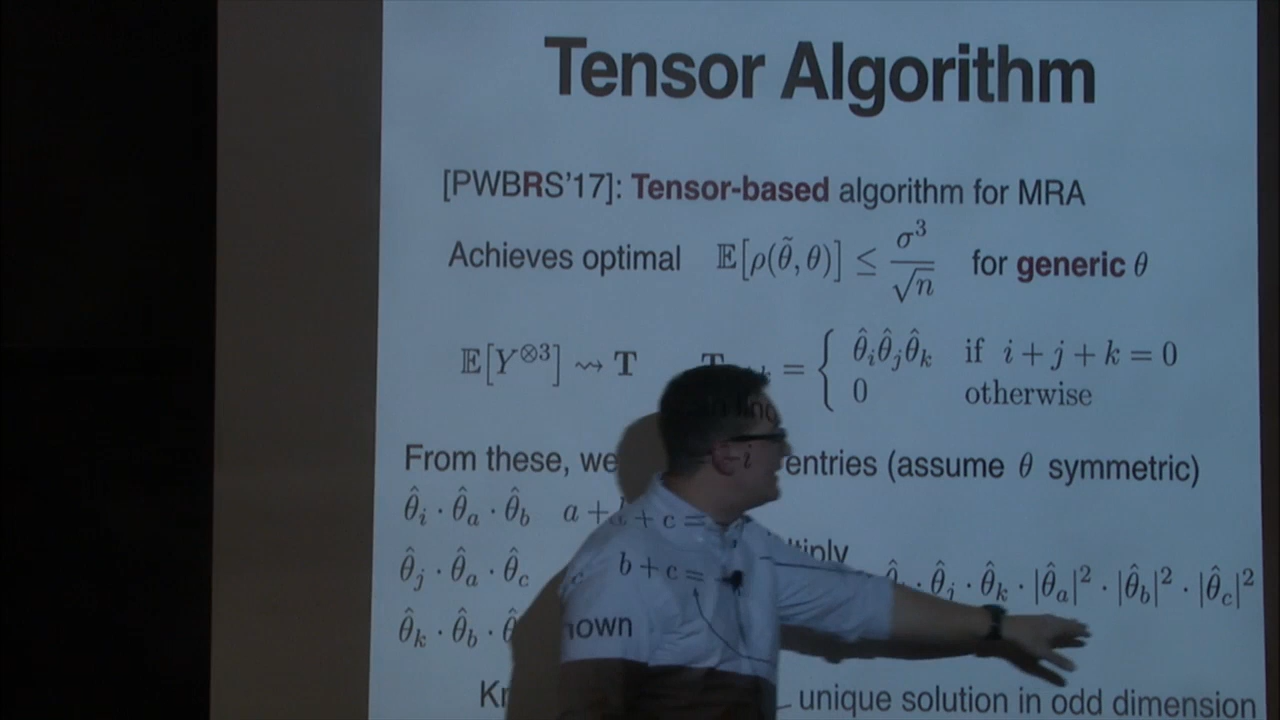 Tensor Algorithm
[PWBRS'17]: Tensor-based algorithm for MRA
Achieves optimal 𝔼[ρ(θ̃, θ)] ≤ σ³/√n for generic θ
𝔼[Y^⊗3] ⇝ T = { θ̂ᵢθ̂ⱼθ̂ₖ if i + j + k = 0
0 otherwise
From these, we entries (assume θ symmetric)
θ̂ᵢ · θ̂ₐ · θ̂_b a + + c =
θ̂ⱼ · θ̂ₐ · θ̂_c b + c = θ̂ⱼ · θ̂ₖ · |θ̂ₐ|² · |θ̂_b|² · |θ̂_c|²
θ̂ₖ · θ̂_b ·
unique solution in odd dimension